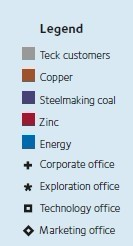 Legend
Teck customers
Copper
Steelmaking coal
Zinc
Energy
Corporate office
Exploration office
Technology office
Marketing office